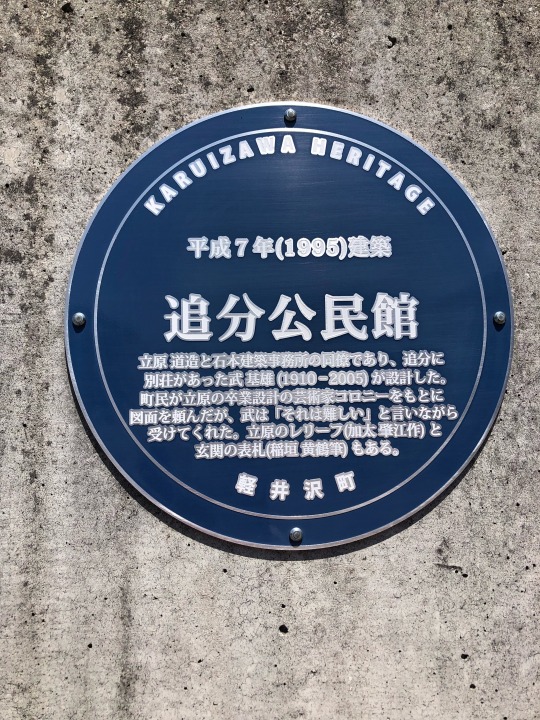 KARUIZAWA HERITAGE
平成7年(1995)建築
追分公民館
立原 道造と石本建築事務所の同僚であり、追分に
別荘があった武 基雄(1910-2005)が設計した。
町民が立原の卒業設計の芸術家コロニーをもとに
図面を頼んだが、武は「それは難しい」と言いながら
受けてくれた。立原のレリーフ(加太 肇江作)と
玄関の表札(稲垣 黄鶴筆)もある。
軽井沢町